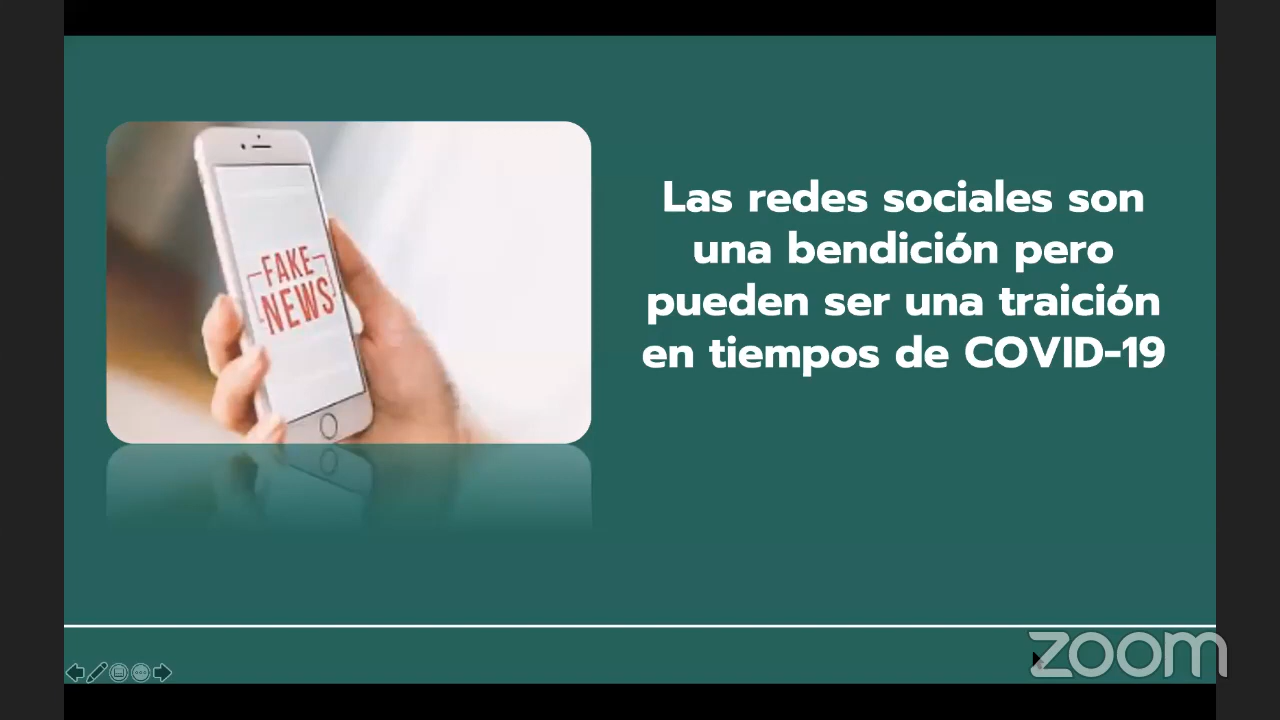 FAKE
NEWS
Las redes sociales son
una bendición pero
pueden ser una traición
en tiempos de COVID-19
zoom